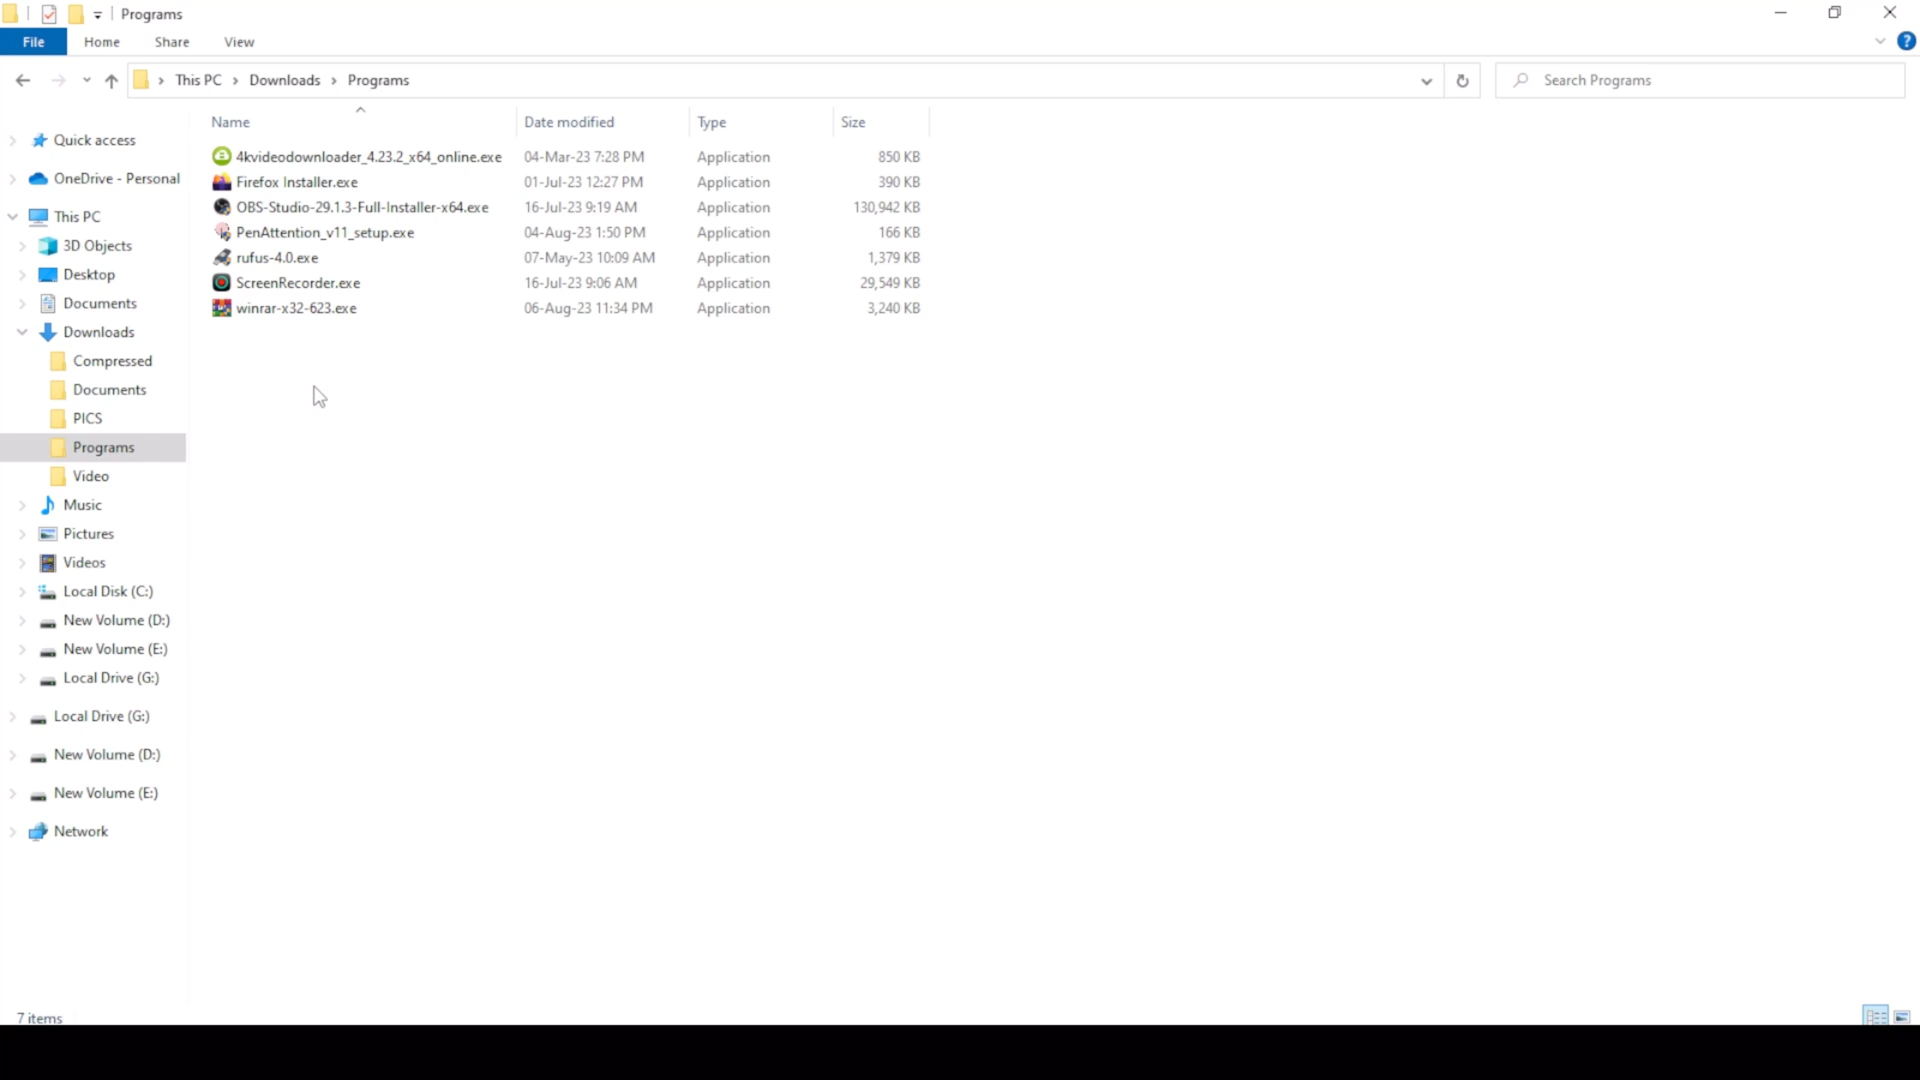 Programs
File Home Share View ?
This PC Downloads Programs Search Programs
Name Date modified Type Size
Quick access
OneDrive - Personal
This PC
3D Objects
Desktop
Documents
Downloads
Compressed
Documents
PICS
Programs
Video
Music
Pictures
Videos
Local Disk (C:)
New Volume (D:)
New Volume (E:)
Local Drive (G:)
Local Drive (G:)
New Volume (D:)
New Volume (E:)
Network
4kvideodownloader_4.23.2_x64_online.exe 04-Mar-23 7:28 PM Application 850 KB
Firefox Installer.exe 01-Jul-23 12:27 PM Application 390 KB
OBS-Studio-29.1.3-Full-Installer-x64.exe 16-Jul-23 9:19 AM Application 130,942 KB
PenAttention_v11_setup.exe 04-Aug-23 1:50 PM Application 166 KB
rufus-4.0.exe 07-May-23 10:09 AM Application 1,379 KB
ScreenRecorder.exe 16-Jul-23 9:06 AM Application 29,549 KB
winrar-x32-623.exe 06-Aug-23 11:34 PM Application 3,240 KB
7 items